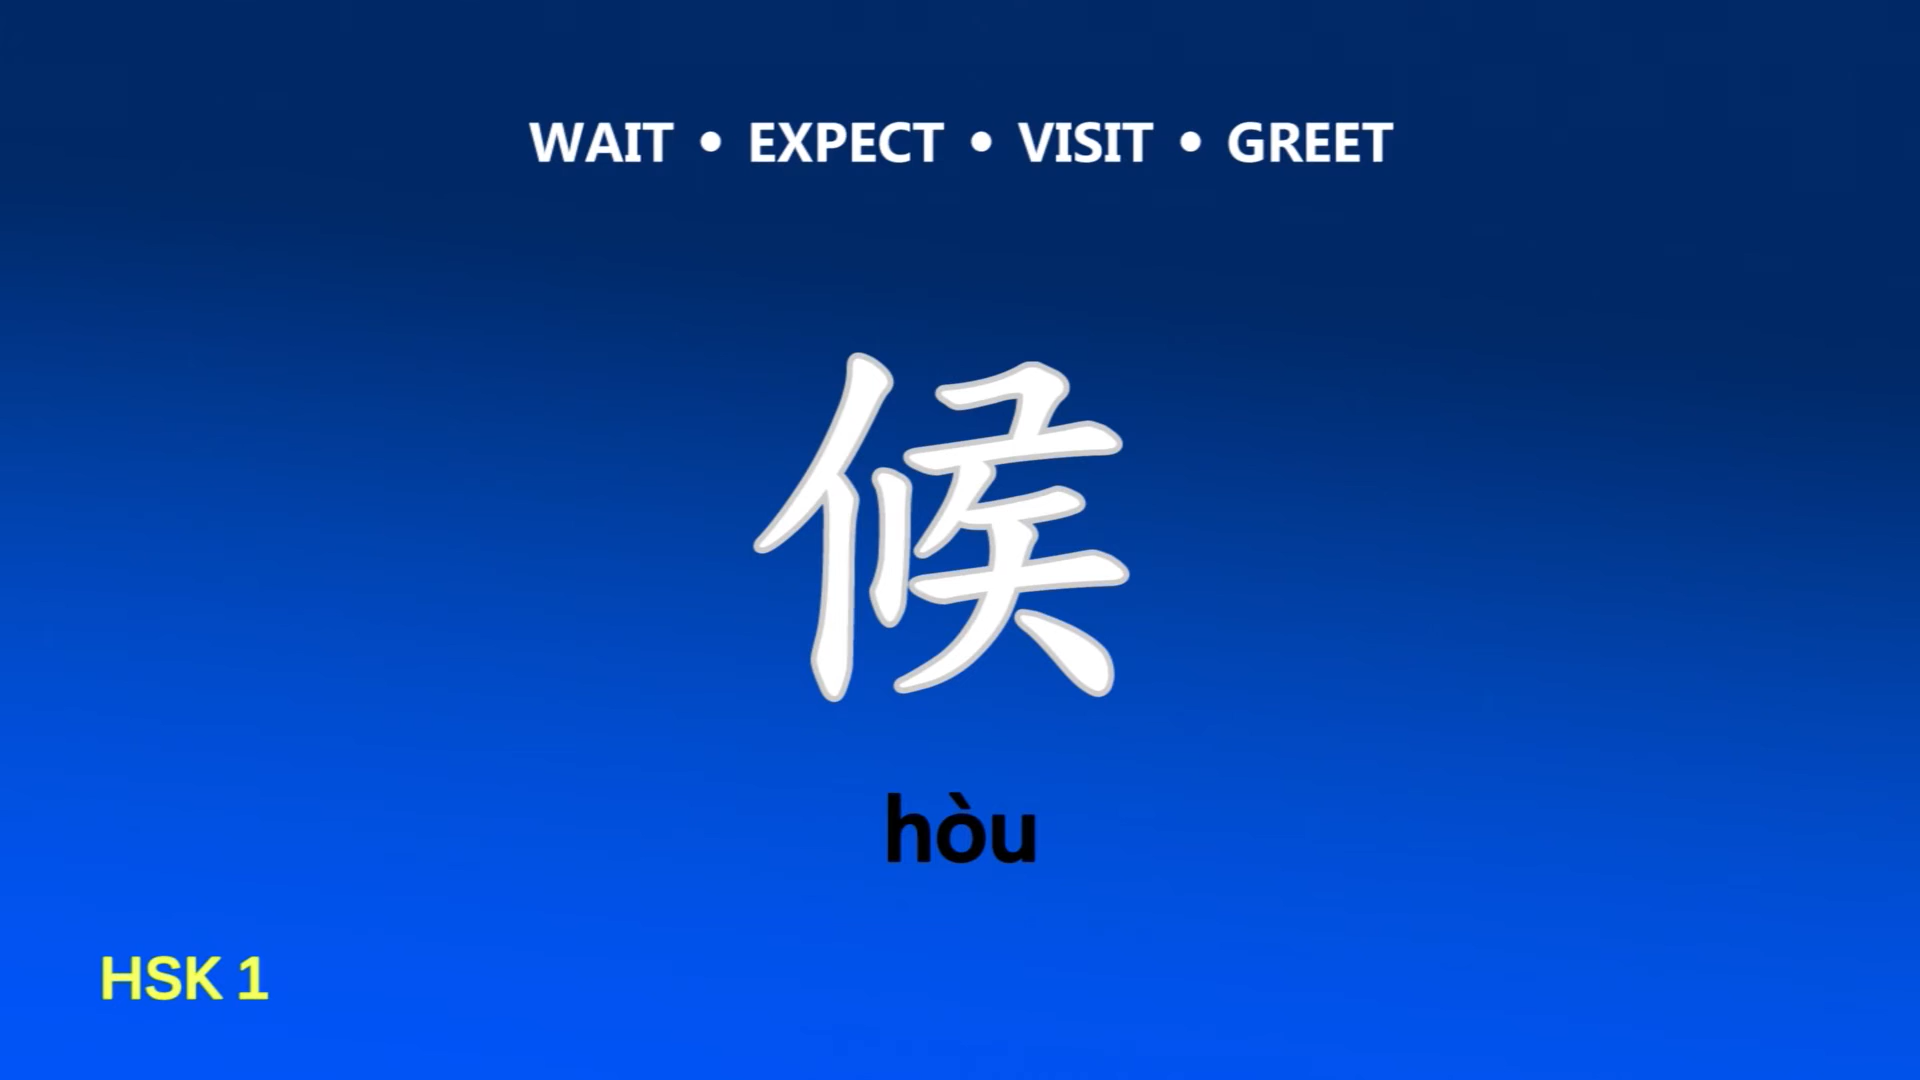 WAIT • EXPECT • VISIT • GREET
候
hòu
HSK 1